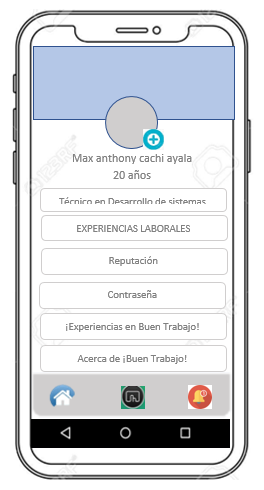 Max anthony cachi ayala
20 años
Técnico en Desarrollo de sistemas
EXPERIENCIAS LABORALES
Reputación
Contraseña
¡Experiencias en Buen Trabajo!
Acerca de ¡Buen Trabajo!